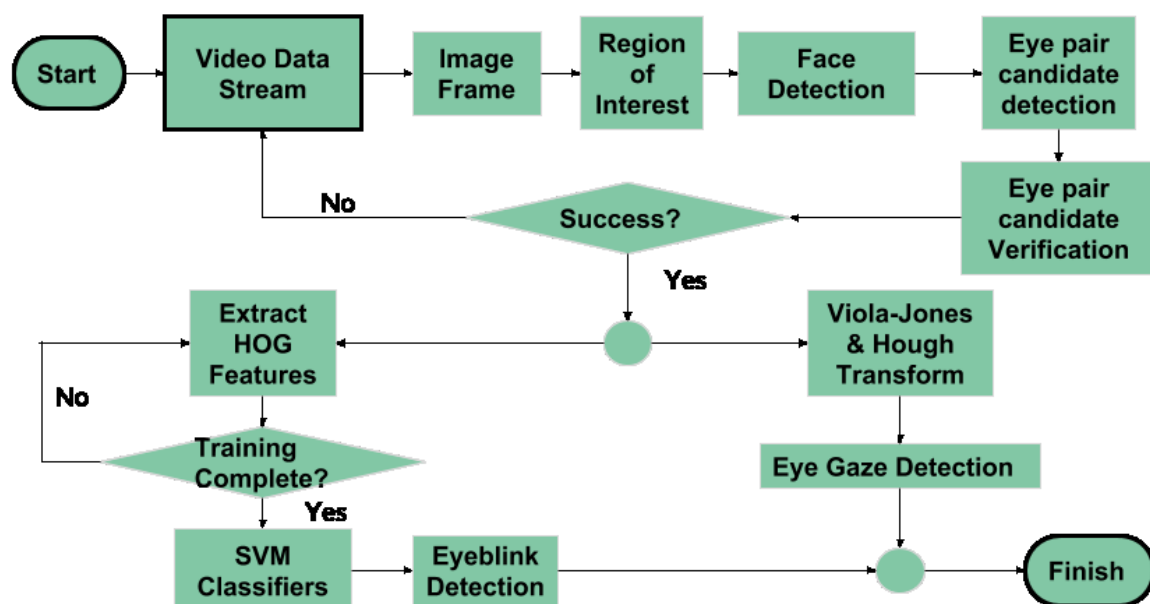 Start
Video Data
Stream
Image
Frame
Region
of
Interest
Face
Detection
Eye pair
candidate
detection
Eye pair
candidate
Verification
Success?
No
Yes
Extract
HOG
Features
Viola-Jones
& Hough
Transform
No
Training
Complete?
Yes
Eye Gaze Detection
SVM
Classifiers
Eyeblink
Detection
Finish